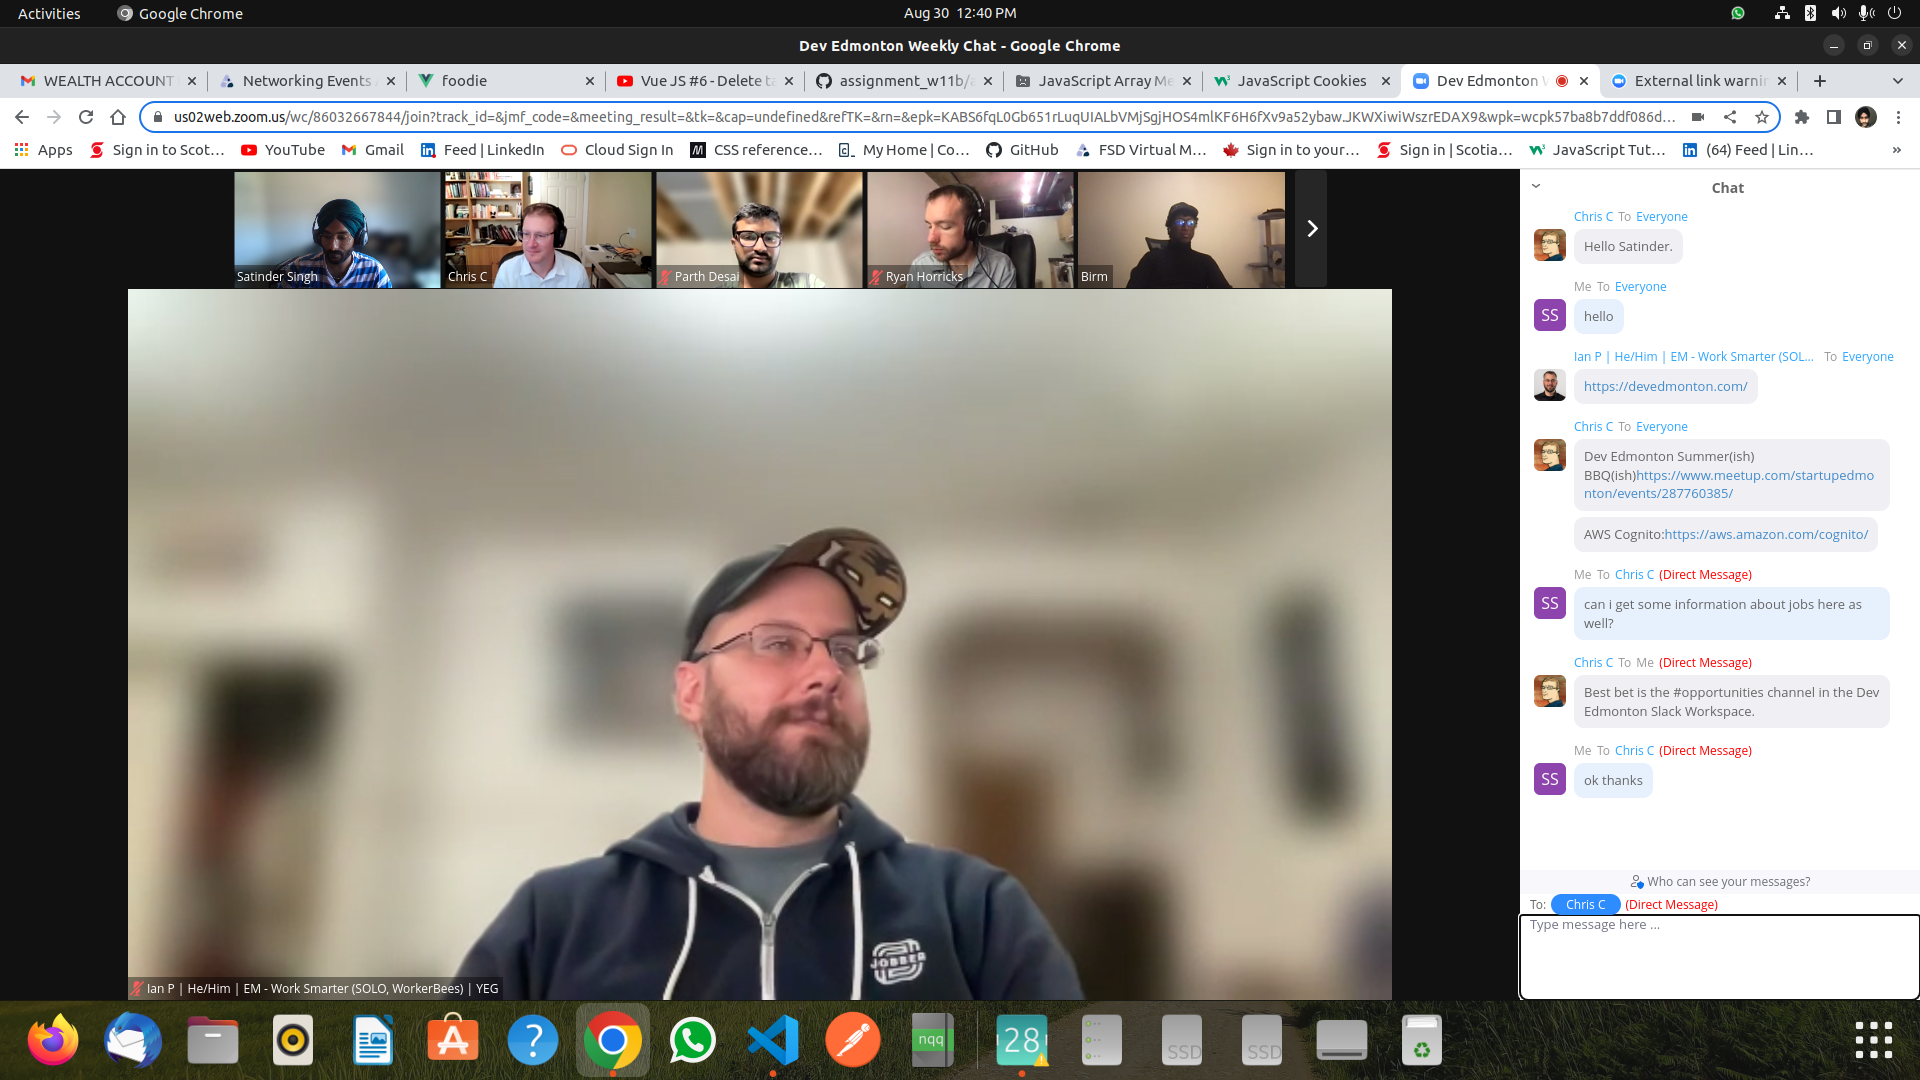 Activities
Google Chrome
Aug 30 12:40 PM
Dev Edmonton Weekly Chat - Google Chrome
WEALTH ACCOUNT
Networking Events
foodie
Vue JS #6 - Delete ta
assignment_w11b/a
JavaScript Array Me
JavaScript Cookies
Dev Edmonton W
External link warnin
us02web.zoom.us/wc/86032667844/join?track_id=&jmf_code=&meeting_result=&tk=&cap=undefined&refTK=&rn=&epk=KABS6fqL0Gb651rLuqUIALbVMjSgjHOS4mlKF6H6fXv9a52ybaw.JKWXiwiWszrEDAX9&wpk=wcpk57ba8b7ddf086d...
Apps
Sign in to Scot...
YouTube
Gmail
Feed | LinkedIn
Cloud Sign In
CSS reference...
My Home | Co...
GitHub
FSD Virtual M...
Sign in to your...
Sign in | Scotia...
JavaScript Tut...
(64) Feed | Lin...
»
Satinder Singh
Chris C
Parth Desai
Ryan Horricks
Birm
JOBBER
Ian P | He/Him | EM - Work Smarter (SOLO, WorkerBees) | YEG
Chat
Chris C To Everyone
Hello Satinder.
Me To Everyone
SS
hello
Ian P | He/Him | EM - Work Smarter (SOL... To Everyone
https://devedmonton.com/
Chris C To Everyone
Dev Edmonton Summer(ish)
BBQ(ish)https://www.meetup.com/startupedmo
nton/events/287760385/
AWS Cognito:https://aws.amazon.com/cognito/
Me To Chris C (Direct Message)
SS
can i get some information about jobs here as
well?
Chris C To Me (Direct Message)
Best bet is the #opportunities channel in the Dev
Edmonton Slack Workspace.
Me To Chris C (Direct Message)
SS
ok thanks
Who can see your messages?
To: Chris C (Direct Message)
Type message here ...
nqq
28
SSD
SSD